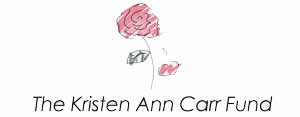 The Kristen Ann Carr Fund